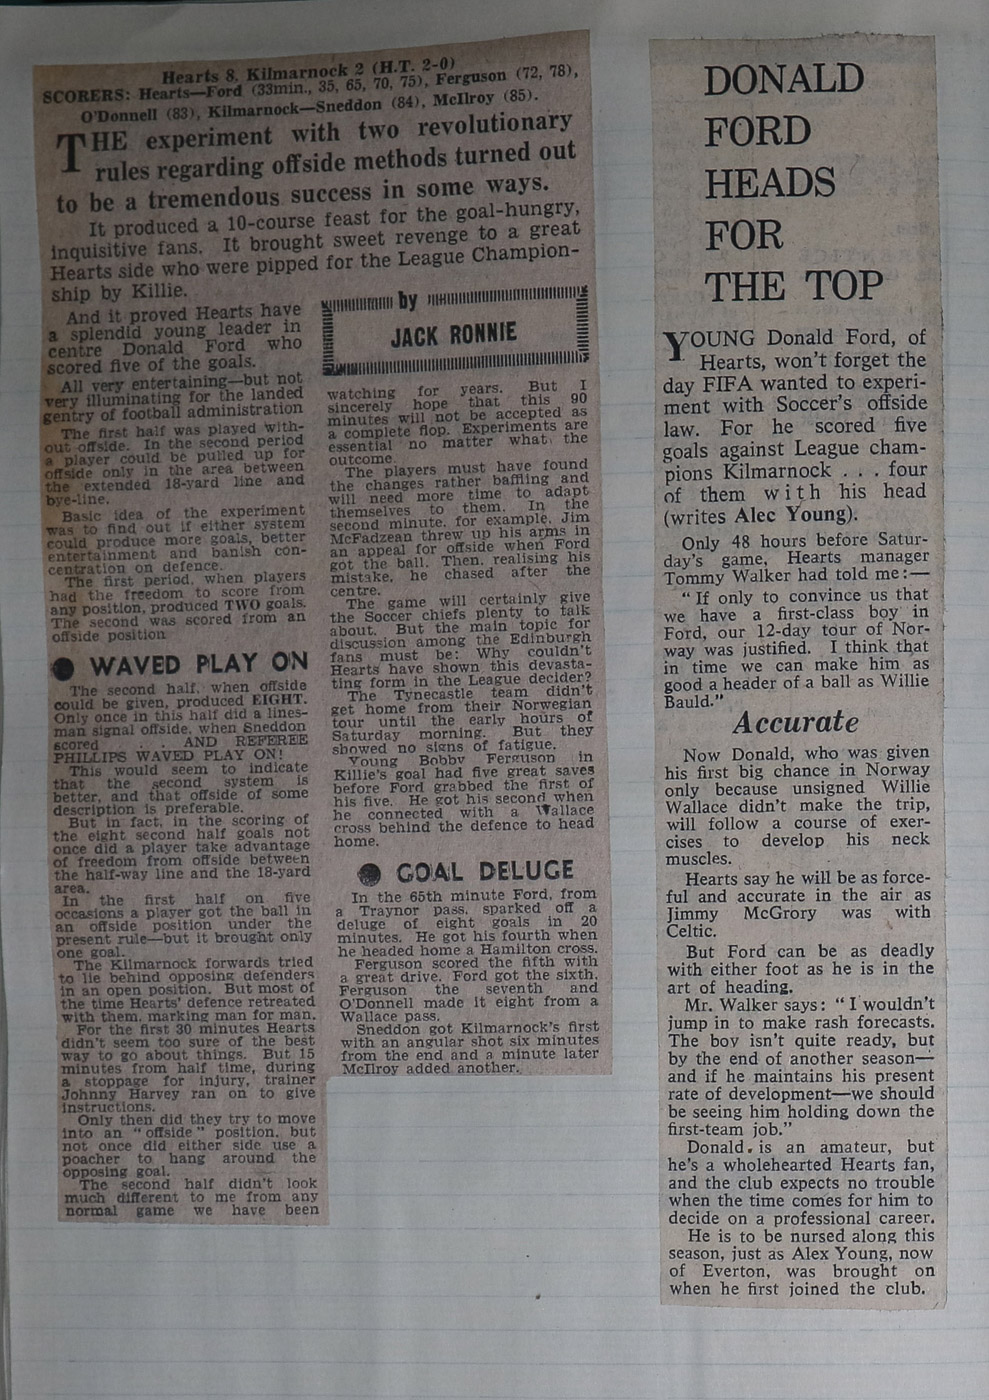 Hearts 8, Kilmarnock 2 (H.T. 2-0)
SCORERS: Hearts—Ford (33min., 35, 65, 70, 75), Ferguson (72, 78),
O'Donnell (83), Kilmarnock—Sneddon (84), McIlroy (85).
THE experiment with two revolutionary
rules regarding offside methods turned out
to be a tremendous success in some ways.
It produced a 10-course feast for the goal-hungry,
inquisitive fans. It brought sweet revenge to a great
Hearts side who were pipped for the League Champion-
ship by Killie.
And it proved Hearts have
a splendid young leader in
centre Donald Ford who
scored five of the goals.
All very entertaining—but not
very illuminating for the landed
gentry of football administration
The first half was played with-
out offside. In the second period
a player could be pulled up for
offside only in the area between
the extended 18-yard line and
bye-line.
Basic idea of the experiment
was to find out if either system
could produce more goals, better
entertainment and banish con-
centration on defence.
The first period, when players
had the freedom to score from
any position, produced TWO goals.
The second was scored from an
offside position
● WAVED PLAY ON
The second half, when offside
could be given, produced EIGHT.
Only once in this half did a lines-
man signal offside, when Sneddon
scored . . . AND REFEREE
PHILLIPS WAVED PLAY ON!
This would seem to indicate
that the second system is
better, and that offside of some
description is preferable.
But in fact, in the scoring of
the eight second half goals not
once did a player take advantage
of freedom from offside between
the half-way line and the 18-yard
area.
In the first half on five
occasions a player got the ball in
an offside position under the
present rule—but it brought only
one goal.
The Kilmarnock forwards tried
to lie behind opposing defenders
in an open position. But most of
the time Hearts' defence retreated
with them, marking man for man.
For the first 30 minutes Hearts
didn't seem too sure of the best
way to go about things. But 15
minutes from half time, during
a stoppage for injury, trainer
Johnny Harvey ran on to give
instructions.
Only then did they try to move
into an "offside" position, but
not once did either side use a
poacher to hang around the
opposing goal.
The second half didn't look
much different to me from any
normal game we have been
by
JACK RONNIE
watching for years. But I
sincerely hope that this 90
minutes will not be accepted as
a complete flop. Experiments are
essential no matter what the
outcome.
The players must have found
the changes rather baffling and
will need more time to adapt
themselves to them. In the
second minute, for example, Jim
McFadzean threw up his arms in
an appeal for offside when Ford
got the ball. Then, realising his
mistake, he chased after the
centre.
The game will certainly give
the Soccer chiefs plenty to talk
about. But the main topic for
discussion among the Edinburgh
fans must be: Why couldn't
Hearts have shown this devasta-
ting form in the League decider?
The Tynecastle team didn't
get home from their Norwegian
tour until the early hours of
Saturday morning. But they
showed no signs of fatigue.
Young Bobby Ferguson in
Killie's goal had five great saves
before Ford grabbed the first of
his five. He got his second when
he connected with a Wallace
cross behind the defence to head
home.
● GOAL DELUGE
In the 65th minute Ford, from
a Traynor pass, sparked off a
deluge of eight goals in 20
minutes. He got his fourth when
he headed home a Hamilton cross.
Ferguson scored the fifth with
a great drive. Ford got the sixth,
Ferguson the seventh and
O'Donnell made it eight from a
Wallace pass.
Sneddon got Kilmarnock's first
with an angular shot six minutes
from the end and a minute later
McIlroy added another.
DONALD
FORD
HEADS
FOR
THE TOP
YOUNG Donald Ford, of
Hearts, won't forget the
day FIFA wanted to experi-
ment with Soccer's offside
law. For he scored five
goals against League cham-
pions Kilmarnock . . . four
of them with his head
(writes Alec Young).
Only 48 hours before Satur-
day's game, Hearts manager
Tommy Walker had told me:—
"If only to convince us that
we have a first-class boy in
Ford, our 12-day tour of Nor-
way was justified. I think that
in time we can make him as
good a header of a ball as Willie
Bauld."
Accurate
Now Donald, who was given
his first big chance in Norway
only because unsigned Willie
Wallace didn't make the trip,
will follow a course of exer-
cises to develop his neck
muscles.
Hearts say he will be as force-
ful and accurate in the air as
Jimmy McGrory was with
Celtic.
But Ford can be as deadly
with either foot as he is in the
art of heading.
Mr. Walker says: "I wouldn't
jump in to make rash forecasts.
The boy isn't quite ready, but
by the end of another season—
and if he maintains his present
rate of development—we should
be seeing him holding down the
first-team job."
Donald is an amateur, but
he's a wholehearted Hearts fan,
and the club expects no trouble
when the time comes for him to
decide on a professional career.
He is to be nursed along this
season, just as Alex Young, now
of Everton, was brought on
when he first joined the club.